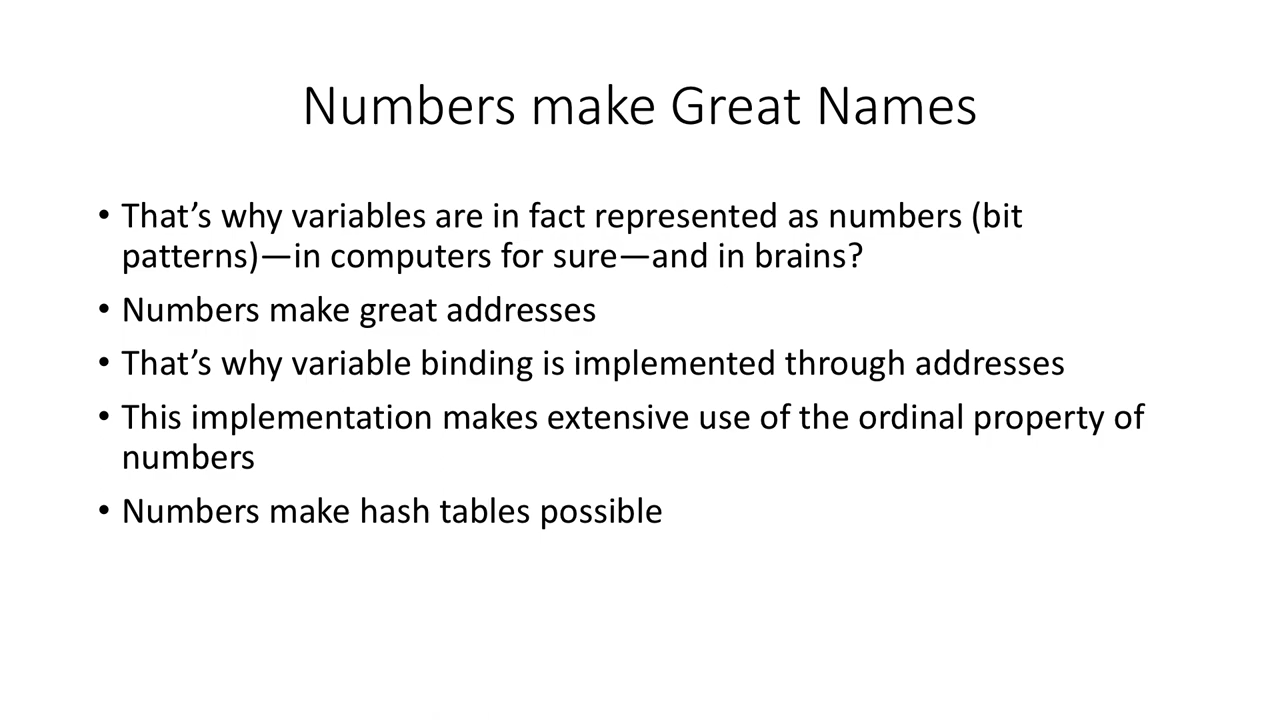 Numbers make Great Names
• That’s why variables are in fact represented as numbers (bit
patterns)—in computers for sure—and in brains?
• Numbers make great addresses
• That’s why variable binding is implemented through addresses
• This implementation makes extensive use of the ordinal property of
numbers
• Numbers make hash tables possible